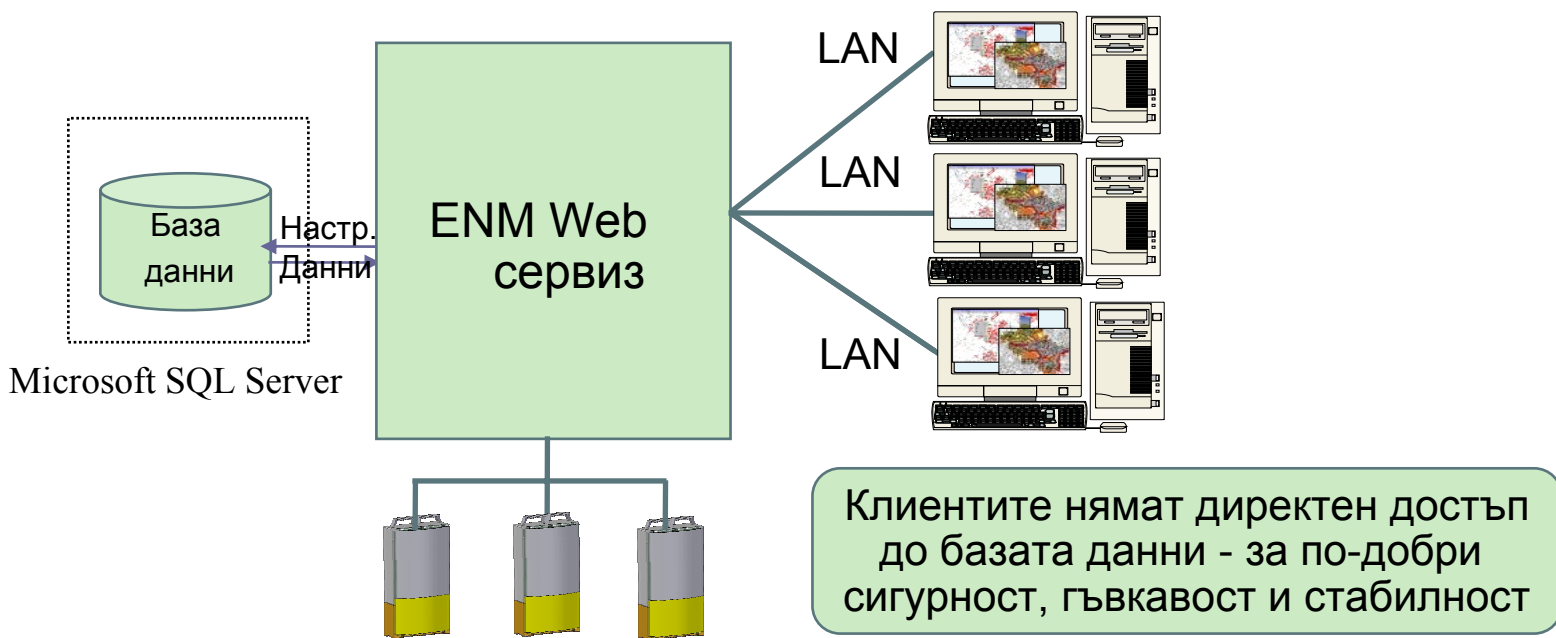 LAN
LAN
LAN
База
данни
Настр.
Данни
ENM Web
сервиз
Microsoft SQL Server
Клиентите нямат директен достъп
до базата данни - за по-добри
сигурност, гъвкавост и стабилност